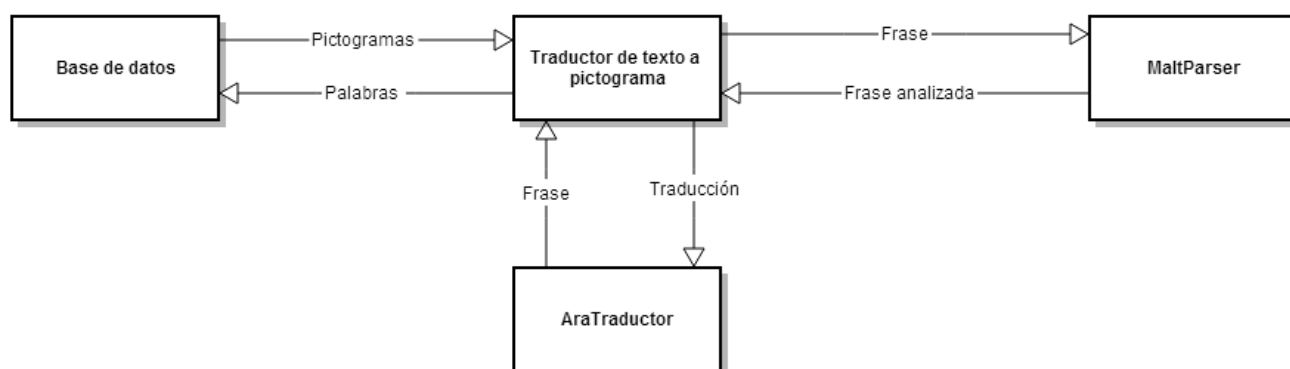 Pictogramas
Frase
Base de datos
Traductor de texto a
pictograma
MaltParser
Palabras
Frase analizada
Frase
Traducción
AraTraductor